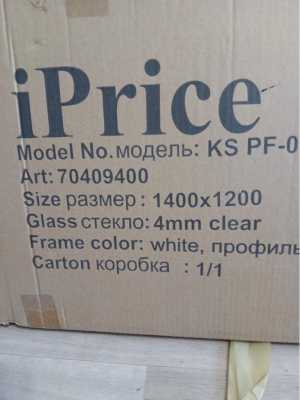 iPrice
Model No.модель: KS PF-0
Art: 70409400
Size размер : 1400x1200
Glass стекло: 4mm clear
Frame color: white, профиль
Carton коробка : 1/1